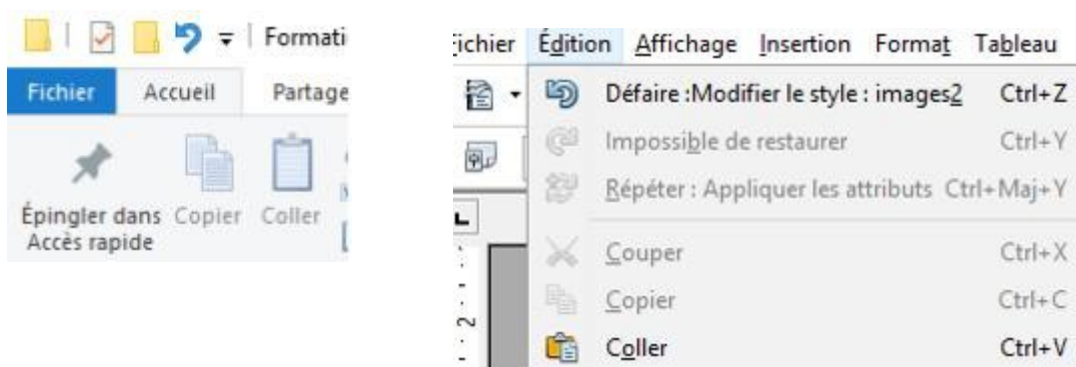 Formati
Fichier Accueil Partage
Épingler dans Accès rapide
Copier
Coller
ichier Édition Affichage Insertion Format Tableau
Défaire :Modifier le style : images2 Ctrl+Z
Impossible de restaurer Ctrl+Y
Répéter : Appliquer les attributs Ctrl+Maj+Y
Couper Ctrl+X
Copier Ctrl+C
Coller Ctrl+V
2